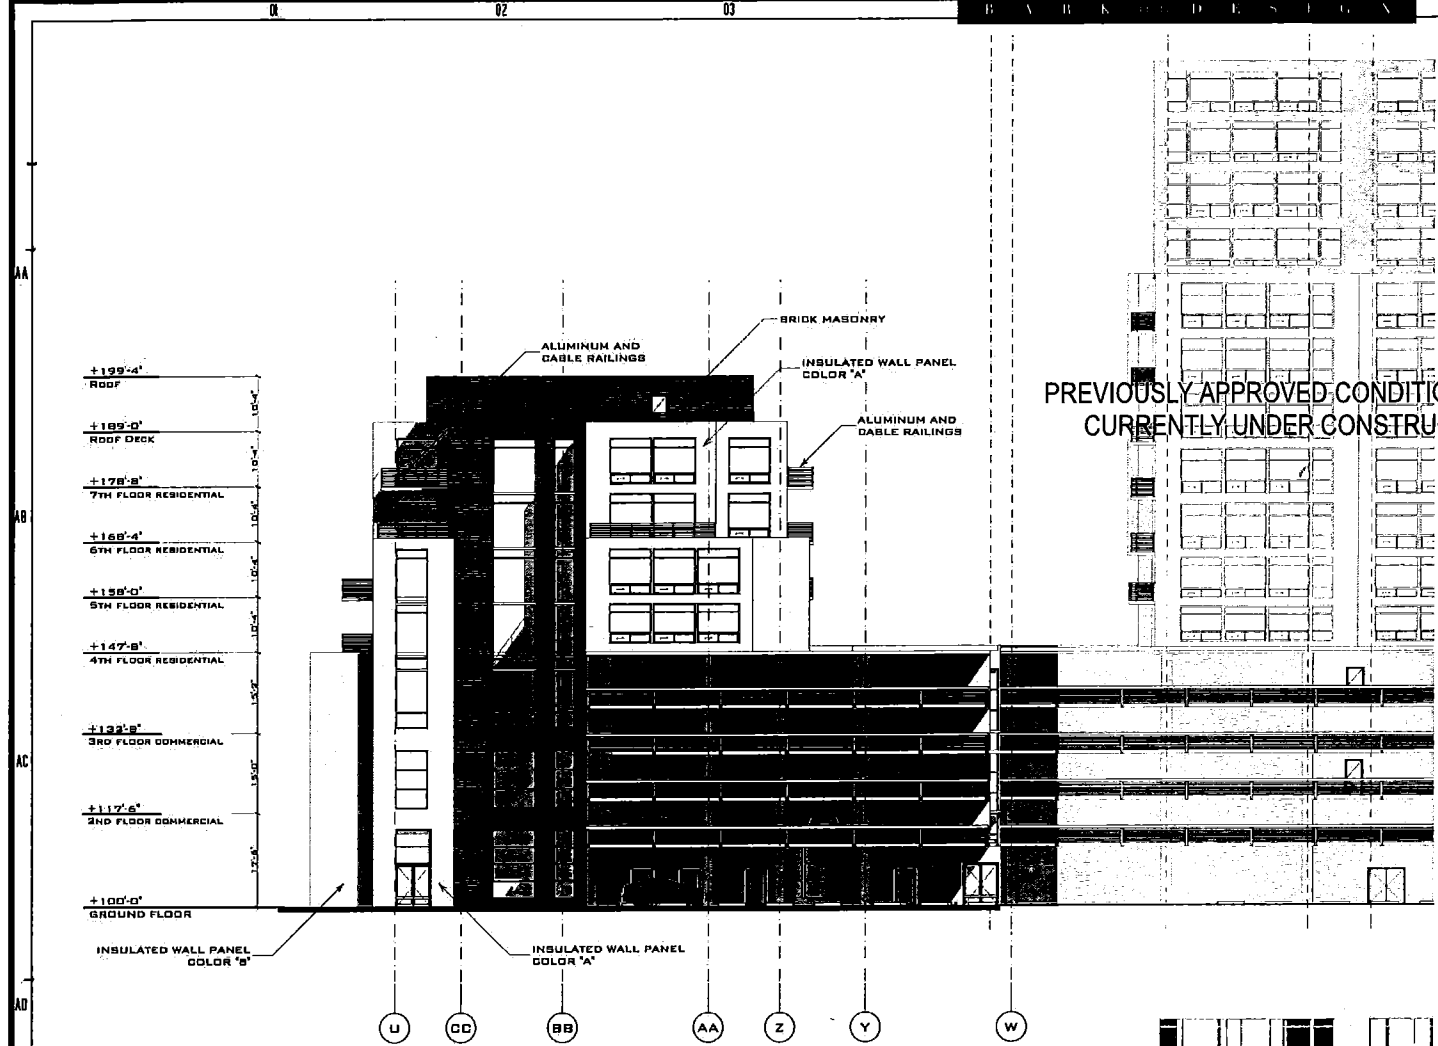 01 02 03
B A R K E R D E S I G N
AA
BRICK MASONRY
ALUMINUM AND
CABLE RAILINGS
INSULATED WALL PANEL
COLOR "A"
+199'-4"
ROOF
10'-4"
PREVIOUSLY APPROVED CONDITIO
CURRENTLY UNDER CONSTRU
ALUMINUM AND
CABLE RAILINGS
+189'-0"
ROOF DECK
10'-4"
+178'-8"
7TH FLOOR RESIDENTIAL
10'-4"
AB
+168'-4"
6TH FLOOR RESIDENTIAL
10'-4"
+158'-0"
5TH FLOOR RESIDENTIAL
10'-4"
+147'-8"
4TH FLOOR RESIDENTIAL
+132'-8"
3RD FLOOR COMMERCIAL
AC
15'-0"
+117'-6"
2ND FLOOR COMMERCIAL
+100'-0"
GROUND FLOOR
INSULATED WALL PANEL
COLOR "B"
INSULATED WALL PANEL
COLOR "A"
AD
U CC BB AA Z Y W